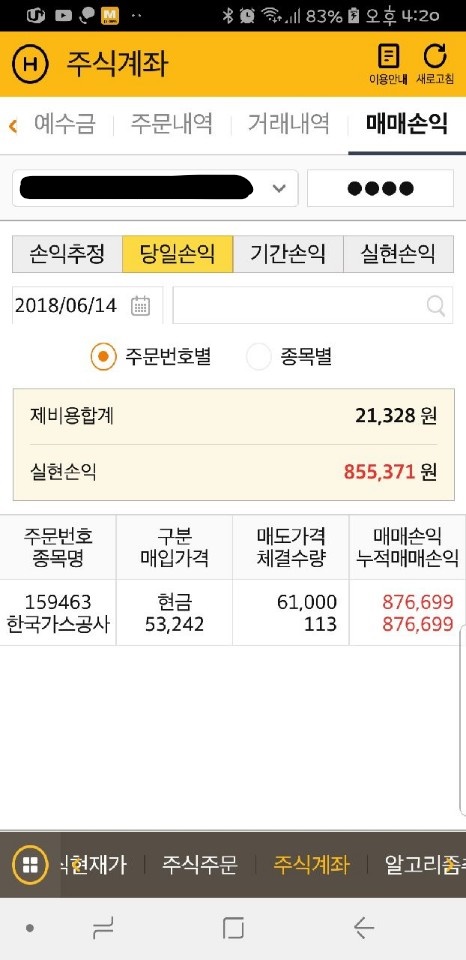 83% 오후 4:20
H 주식계좌 이용안내 새로고침
예수금 주문내역 거래내역 매매손익
손익추정 당일손익 기간손익 실현손익
2018/06/14
주문번호별 종목별
제비용합계 21,328 원
실현손익 855,371 원
주문번호 구분 매도가격 매매손익
종목명 매입가격 체결수량 누적매매손익
159463 현금 61,000 876,699
한국가스공사 53,242 113 876,699
식현재가 주식주문 주식계좌 알고리즘